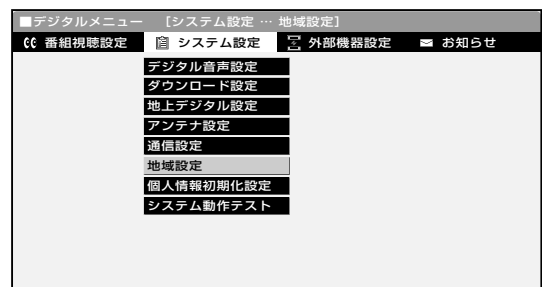 ■デジタルメニュー [システム設定 … 地域設定]
番組視聴設定 システム設定 外部機器設定 お知らせ
デジタル音声設定
ダウンロード設定
地上デジタル設定
アンテナ設定
通信設定
地域設定
個人情報初期化設定
システム動作テスト